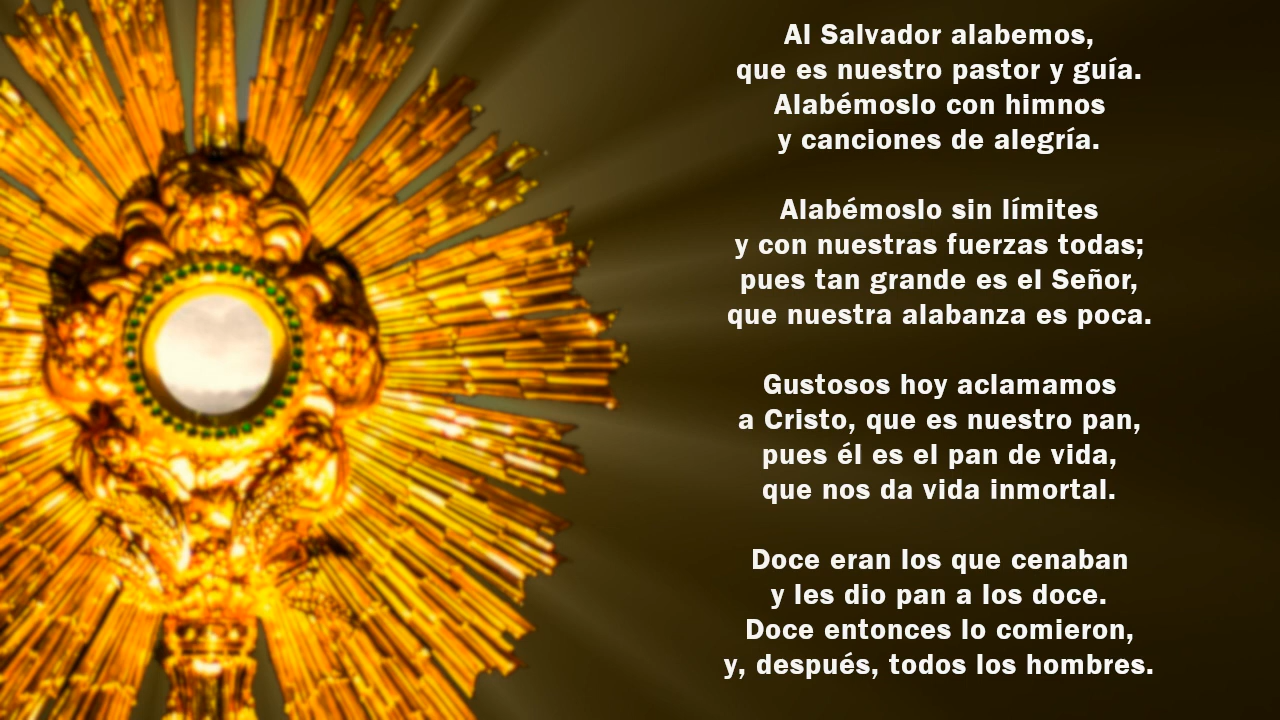 Al Salvador alabemos,
que es nuestro pastor y guía.
Alabémoslo con himnos
y canciones de alegría.
Alabémoslo sin límites
y con nuestras fuerzas todas;
pues tan grande es el Señor,
que nuestra alabanza es poca.
Gustosos hoy aclamamos
a Cristo, que es nuestro pan,
pues él es el pan de vida,
que nos da vida inmortal.
Doce eran los que cenaban
y les dio pan a los doce.
Doce entonces lo comieron,
y, después, todos los hombres.